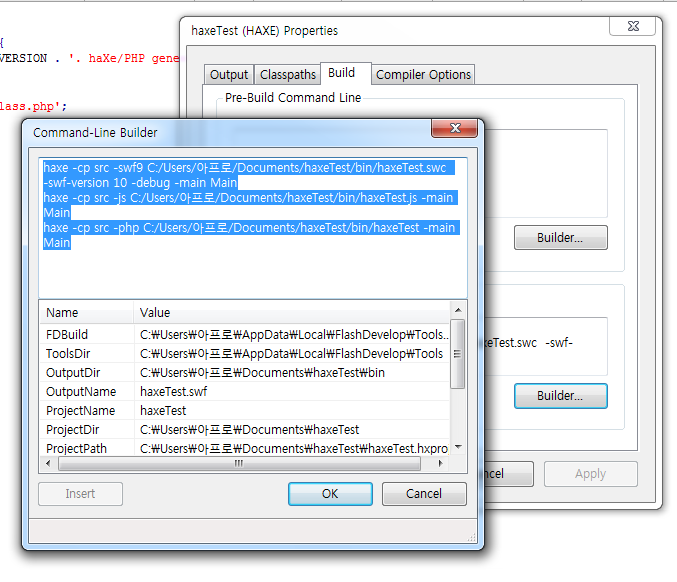 {
VERSION . '. haXe/PHP gene
lass.php';
haxeTest (HAXE) Properties
Output
Classpaths
Build
Compiler Options
Pre-Build Command Line
Builder...
haxeTest.swc -swf-
Builder...
ncel
Apply
Command-Line Builder
haxe -cp src -swf9 C:/Users/아프로/Documents/haxeTest/bin/haxeTest.swc
-swf-version 10 -debug -main Main
haxe -cp src -js C:/Users/아프로/Documents/haxeTest/bin/haxeTest.js -main
Main
haxe -cp src -php C:/Users/아프로/Documents/haxeTest/bin/haxeTest -main
Main
Name Value
FDBuild C:₩Users₩아프로₩AppData₩Local₩FlashDevelop₩Tools...
ToolsDir C:₩Users₩아프로₩AppData₩Local₩FlashDevelop₩Tools
OutputDir C:₩Users₩아프로₩Documents₩haxeTest₩bin
OutputName haxeTest.swf
ProjectName haxeTest
ProjectDir C:₩Users₩아프로₩Documents₩haxeTest
ProjectPath C:₩Users₩아프로₩Documents₩haxeTest₩haxeTest.hxpro
Insert
OK
Cancel